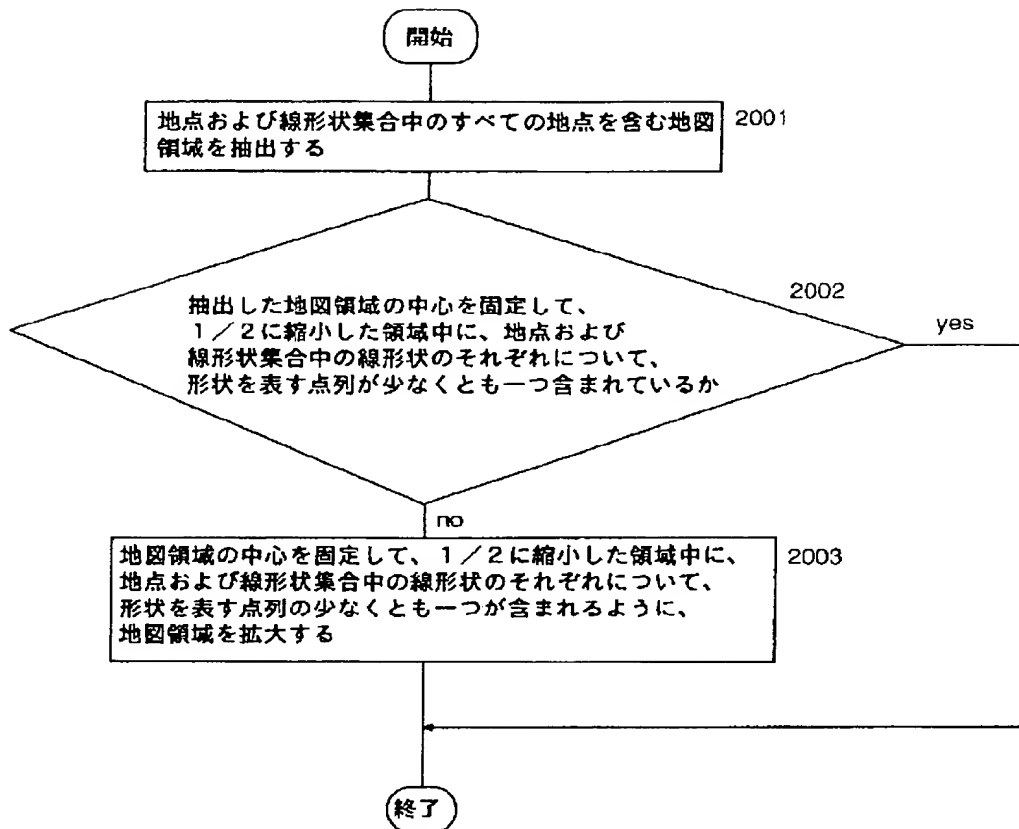 開始
地点および線形状集合中のすべての地点を含む地図
領域を抽出する
2001
抽出した地図領域の中心を固定して、
1／2に縮小した領域中に、地点および
線形状集合中の線形状のそれぞれについて、
形状を表す点列が少なくとも一つ含まれているか
2002
yes
no
地図領域の中心を固定して、1／2に縮小した領域中に、
地点および線形状集合中の線形状のそれぞれについて、
形状を表す点列の少なくとも一つが含まれるように、
地図領域を拡大する
2003
終了